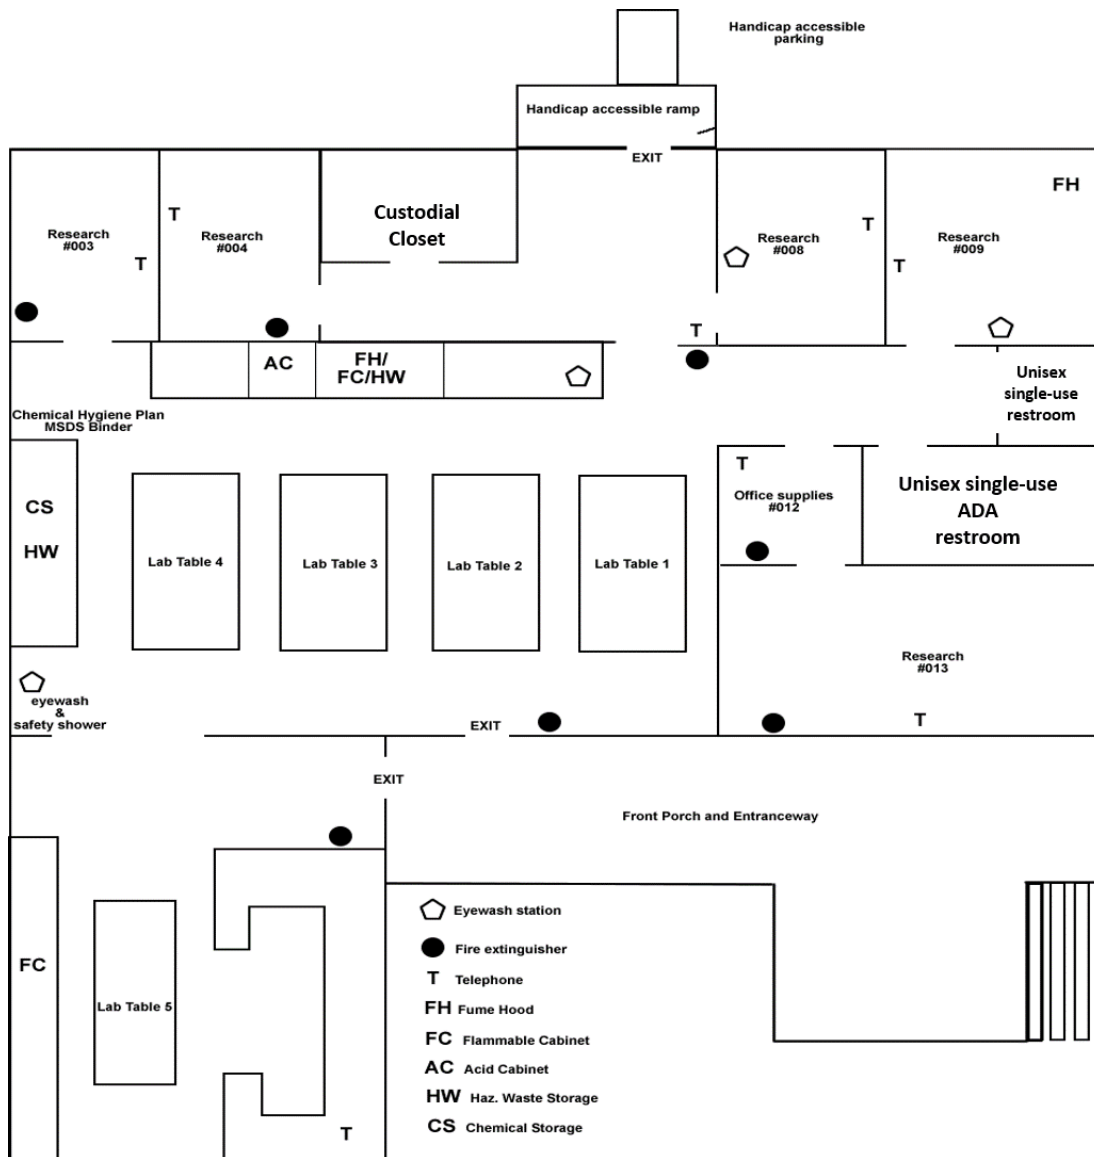 Handicap accessible
parking
Handicap accessible ramp
EXIT
FH
Research
#003
T
T
Research
#004
Custodial
Closet
Research
#008
T
T
Research
#009
T
AC
FH/
FC/HW
Unisex
single-use
restroom
Chemical Hygiene Plan
MSDS Binder
CS
HW
Lab Table 4
Lab Table 3
Lab Table 2
Lab Table 1
T
Office supplies
#012
Unisex single-use
ADA
restroom
Research
#013
T
eyewash
&
safety shower
EXIT
EXIT
Front Porch and Entranceway
FC
Lab Table 5
T
Eyewash station
Fire extinguisher
T Telephone
FH Fume Hood
FC Flammable Cabinet
AC Acid Cabinet
HW Haz. Waste Storage
CS Chemical Storage